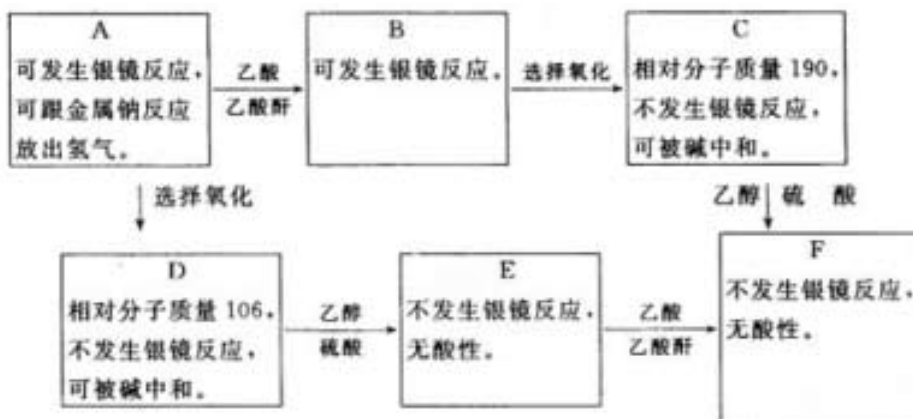 A
可发生银镜反应,
可跟金属钠反应
放出氢气。
乙酸
乙酸酐
B
可发生银镜反应。
选择氧化
C
相对分子质量 190,
不发生银镜反应,
可被碱中和。
选择氧化
乙醇 硫 酸
D
相对分子质量 106,
不发生银镜反应,
可被碱中和。
乙醇
硫酸
E
不发生银镜反应,
无酸性。
乙酸
乙酸酐
F
不发生银镜反应,
无酸性。